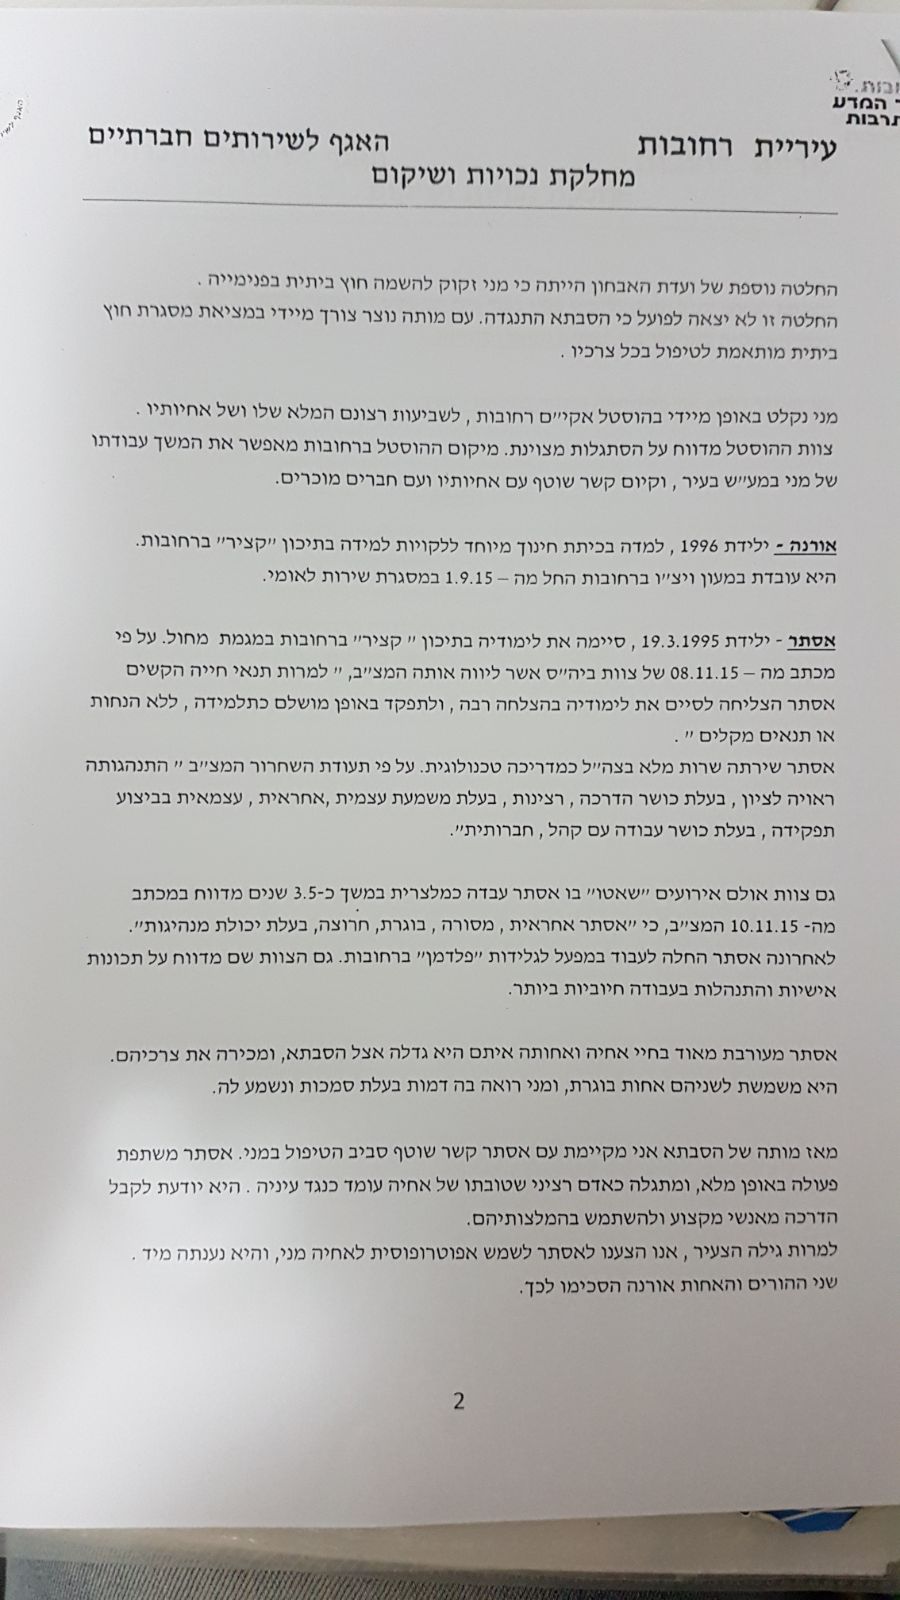 ר המדע
תרבות
עיריית רחובות האגף לשירותים חברתיים
מחלקת נכויות ושיקום
החלטה נוספת של ועדת האבחון הייתה כי מני זקוק להשמה חוץ ביתית בפנימייה .
החלטה זו לא יצאה לפועל כי הסבתא התנגדה. עם מותה נוצר צורך מיידי במציאת מסגרת חוץ
ביתית מותאמת לטיפול בכל צרכיו .
מני נקלט באופן מיידי בהוסטל אקי״ם רחובות , לשביעות רצונם המלא שלו ושל אחיותיו .
צוות ההוסטל מדווח על הסתגלות מצוינת. מיקום ההוסטל ברחובות מאפשר את המשך עבודתו
של מני במע״ש בעיר , וקיום קשר שוטף עם אחיותיו ועם חברים מוכרים.
אורנה - ילידת 1996 , למדה בכיתת חינוך מיוחד ללקויות למידה בתיכון ״קציר״ ברחובות.
היא עובדת במעון ויצ״ו ברחובות החל מה – 1.9.15 במסגרת שירות לאומי.
אסתר - ילידת 19.3.1995 , סיימה את לימודיה בתיכון ״ קציר״ ברחובות במגמת מחול. על פי
מכתב מה – 08.11.15 של צוות ביה״ס אשר ליווה אותה המצ״ב, ״ למרות תנאי חייה הקשים
אסתר הצליחה לסיים את לימודיה בהצלחה רבה , ולתפקד באופן מושלם כתלמידה , ללא הנחות
או תנאים מקלים ״ .
אסתר שירתה שרות מלא בצה״ל כמדריכה טכנולוגית. על פי תעודת השחרור המצ״ב ״ התנהגותה
ראויה לציון , בעלת כושר הדרכה , רצינות , בעלת משמעת עצמית ,אחראית , עצמאית בביצוע
תפקידה , בעלת כושר עבודה עם קהל , חברותית״.
גם צוות אולם אירועים ״שאטו״ בו אסתר עבדה כמלצרית במשך כ-3.5 שנים מדווח במכתב
מה- 10.11.15 המצ״ב, כי ״אסתר אחראית , מסורה , בוגרת, חרוצה, בעלת יכולת מנהיגות״.
לאחרונה אסתר החלה לעבוד במפעל לגלידות ״פלדמן״ ברחובות. גם הצוות שם מדווח על תכונות
אישיות והתנהלות בעבודה חיוביות ביותר.
אסתר מעורבת מאוד בחיי אחיה ואחותה איתם היא גדלה אצל הסבתא, ומכירה את צרכיהם.
היא משמשת לשניהם אחות בוגרת, ומני רואה בה דמות בעלת סמכות ונשמע לה.
מאז מותה של הסבתא אני מקיימת עם אסתר קשר שוטף סביב הטיפול במני. אסתר משתפת
פעולה באופן מלא, ומתגלה כאדם רציני שטובתו של אחיה עומד כנגד עיניה . היא יודעת לקבל
הדרכה מאנשי מקצוע ולהשתמש בהמלצותיהם.
למרות גילה הצעיר , אנו הצענו לאסתר לשמש אפוטרופוסית לאחיה מני, והיא נענתה מיד .
שני ההורים והאחות אורנה הסכימו לכך.
2